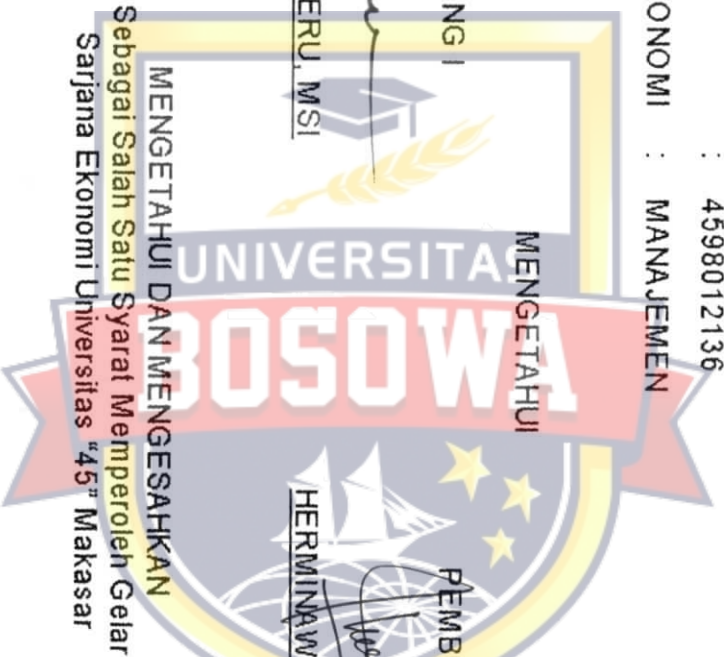 : 4598012136
ONOMI : MANAJEMEN
MENGETAHUI
NG I PEMB
ERU, MSI HERMINAW
MENGETAHUI DAN MENGESAHKAN
Sebagai Salah Satu Syarat Memperoleh Gelar
Sarjana Ekonomi Universitas “45” Makasar
UNIVERSITAS
BOSOWA